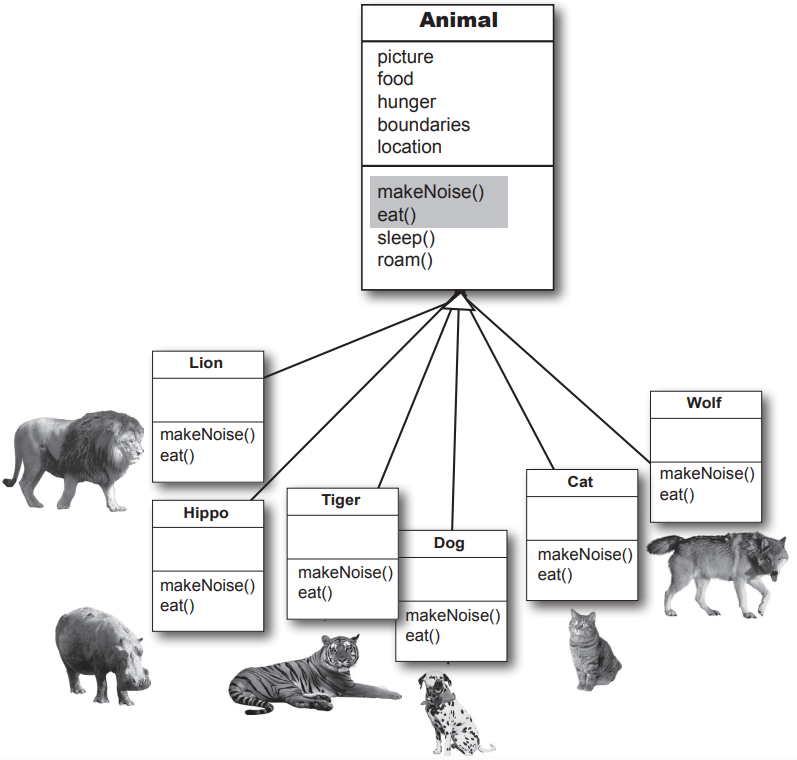 Animal
picture
food
hunger
boundaries
location
makeNoise()
eat()
sleep()
roam()
Lion
makeNoise()
eat()
Hippo
makeNoise()
eat()
Tiger
makeNoise()
eat()
Dog
makeNoise()
eat()
Cat
makeNoise()
eat()
Wolf
makeNoise()
eat()